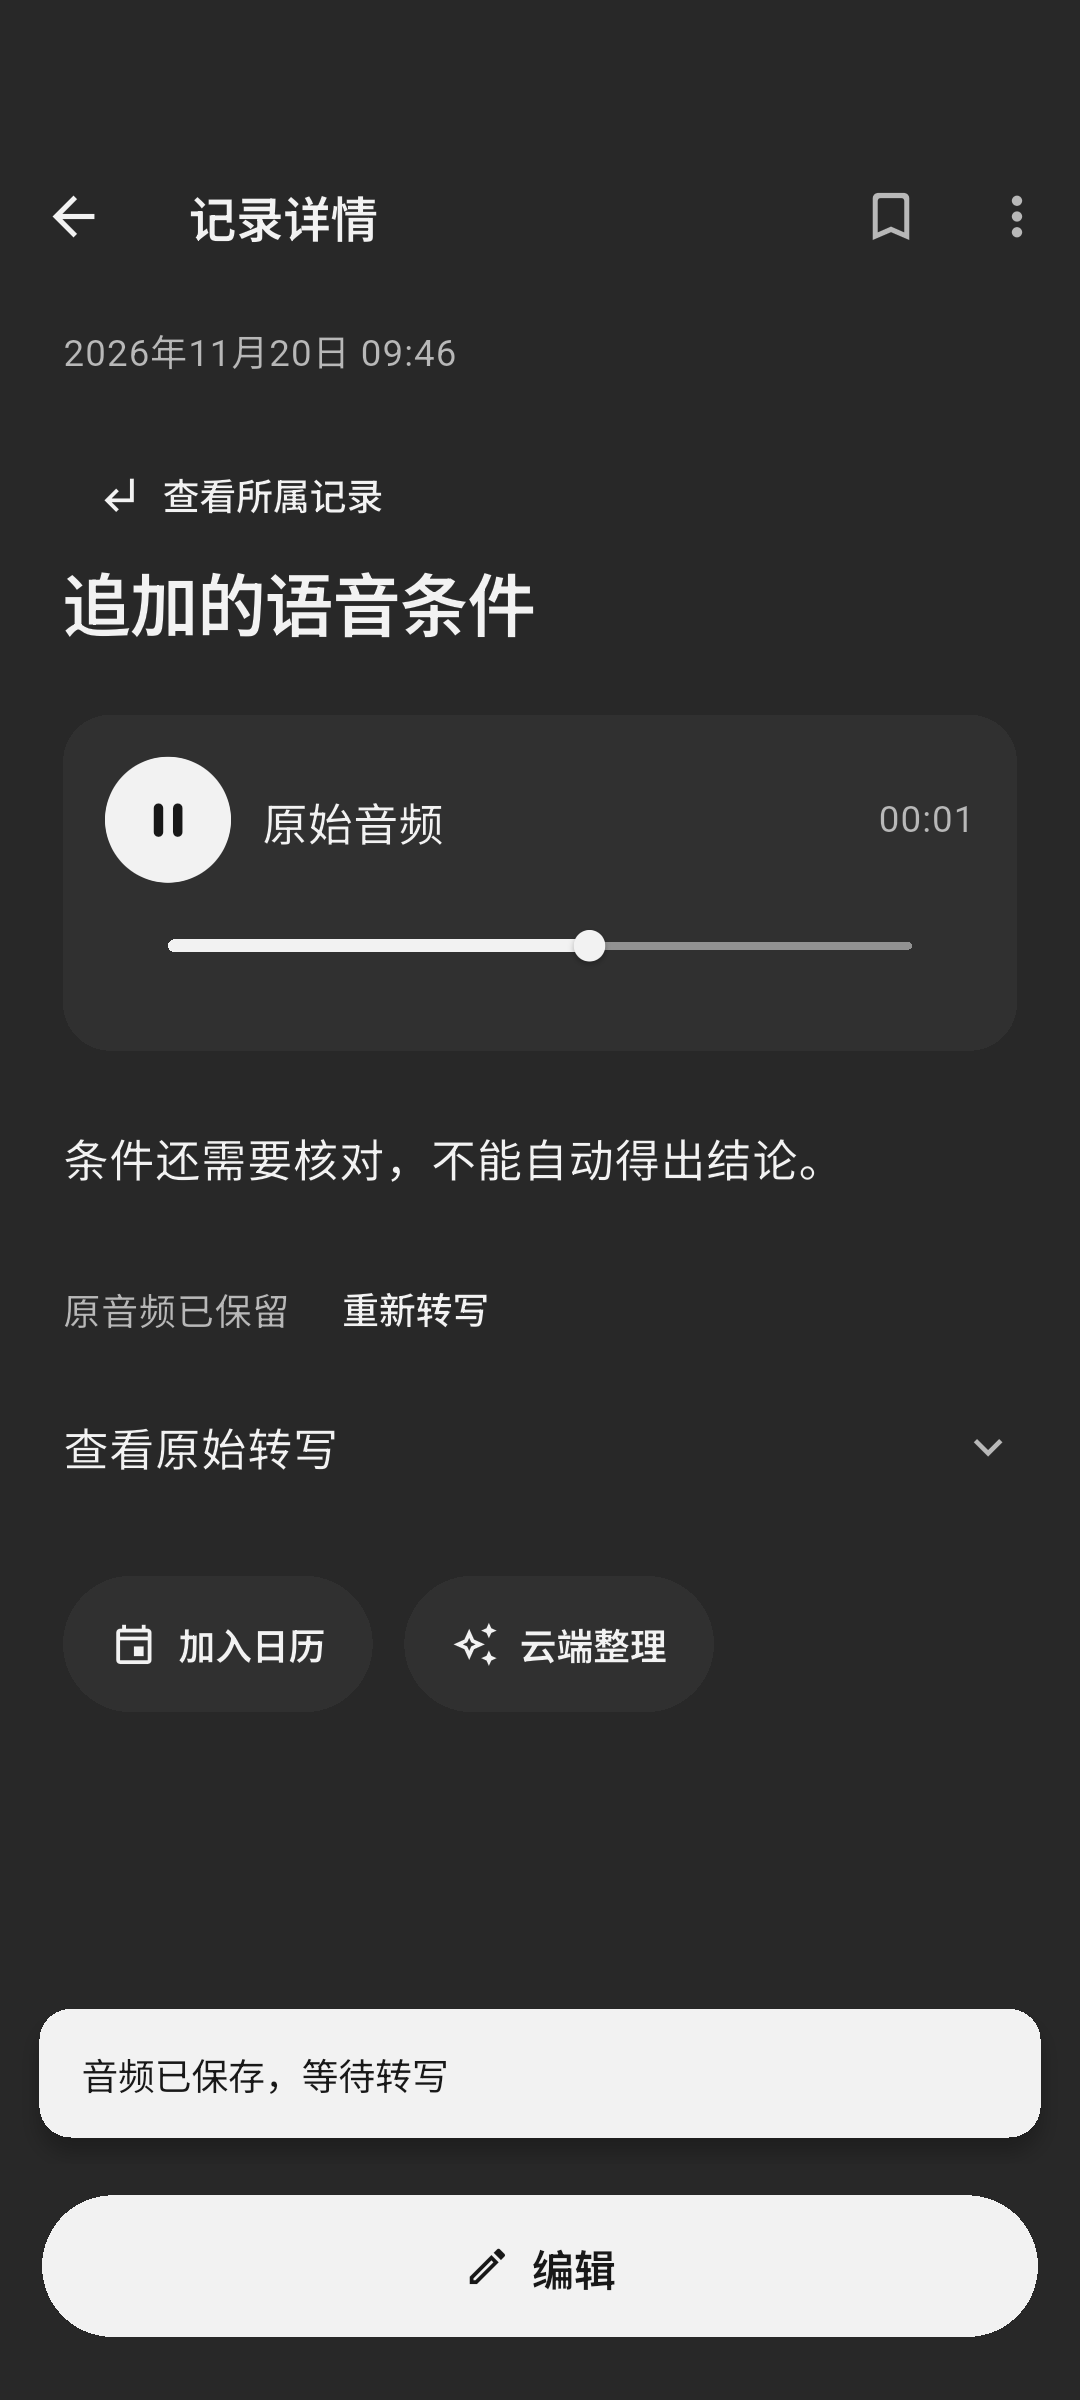 记录详情
2026年11月20日 09:46
查看所属记录
追加的语音条件
原始音频
00:01
条件还需要核对，不能自动得出结论。
原音频已保留 重新转写
查看原始转写
加入日历 云端整理
音频已保存，等待转写
编辑